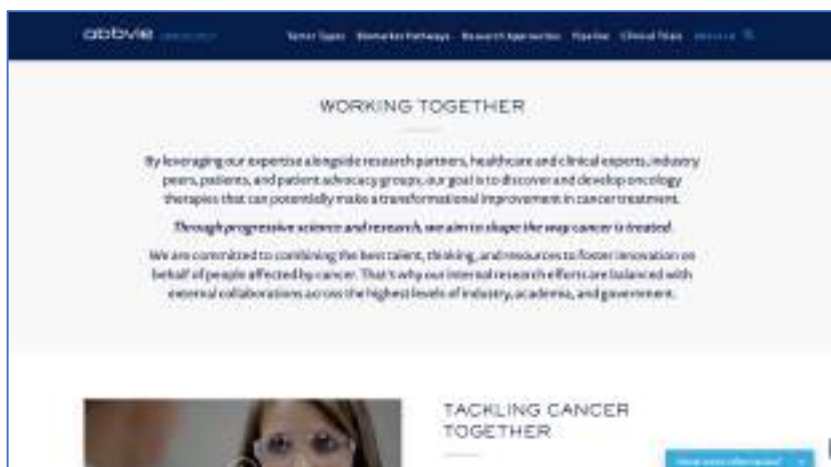 abbvie
Tumor Types Biomarker Pathways Research Approaches Pipeline Clinical Trials
WORKING TOGETHER
By leveraging our expertise alongside research partners, healthcare and clinical experts, industry
peers, patients, and patient advocacy groups, our goal is to discover and develop oncology
therapies that can potentially make a transformational improvement in cancer treatment.
Through progressive science and research, we aim to shape the way cancer is treated.
We are committed to combining the best talent, thinking, and resources to foster innovation on
behalf of people affected by cancer. That's why our internal research efforts are balanced with
external collaborations across the highest levels of industry, academia, and government.
TACKLING CANCER
TOGETHER